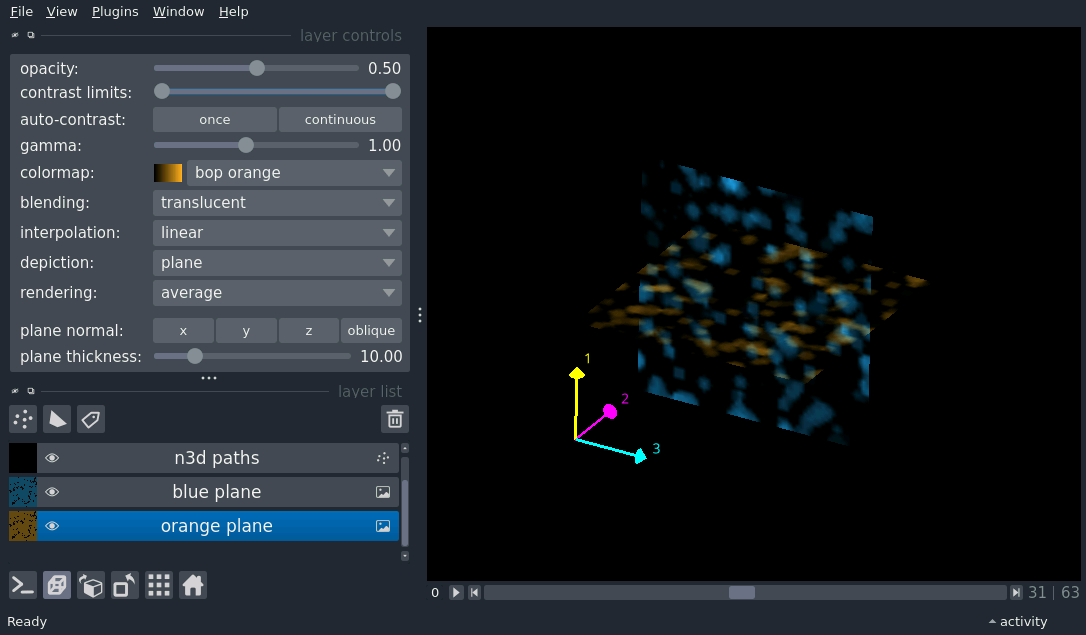 File View Plugins Window Help
layer controls
opacity: 0.50
contrast limits:
auto-contrast: once continuous
gamma: 1.00
colormap: bop orange
blending: translucent
interpolation: linear
depiction: plane
rendering: average
plane normal: x y z oblique
plane thickness: 10.00
layer list
n3d paths
blue plane
orange plane
1
2
3
0 31 | 63
Ready activity